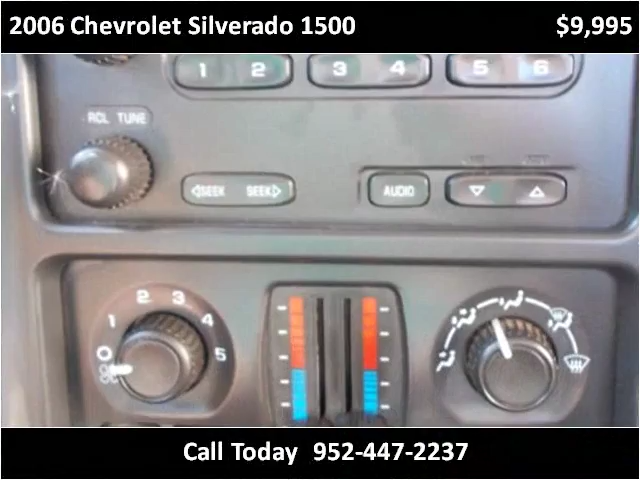 2006 Chevrolet Silverado 1500 $9,995
1 2 3 4 5 6
RCL TUNE
SEEK SEEK AUDIO
2 3
1 4
O 5
Call Today 952-447-2237